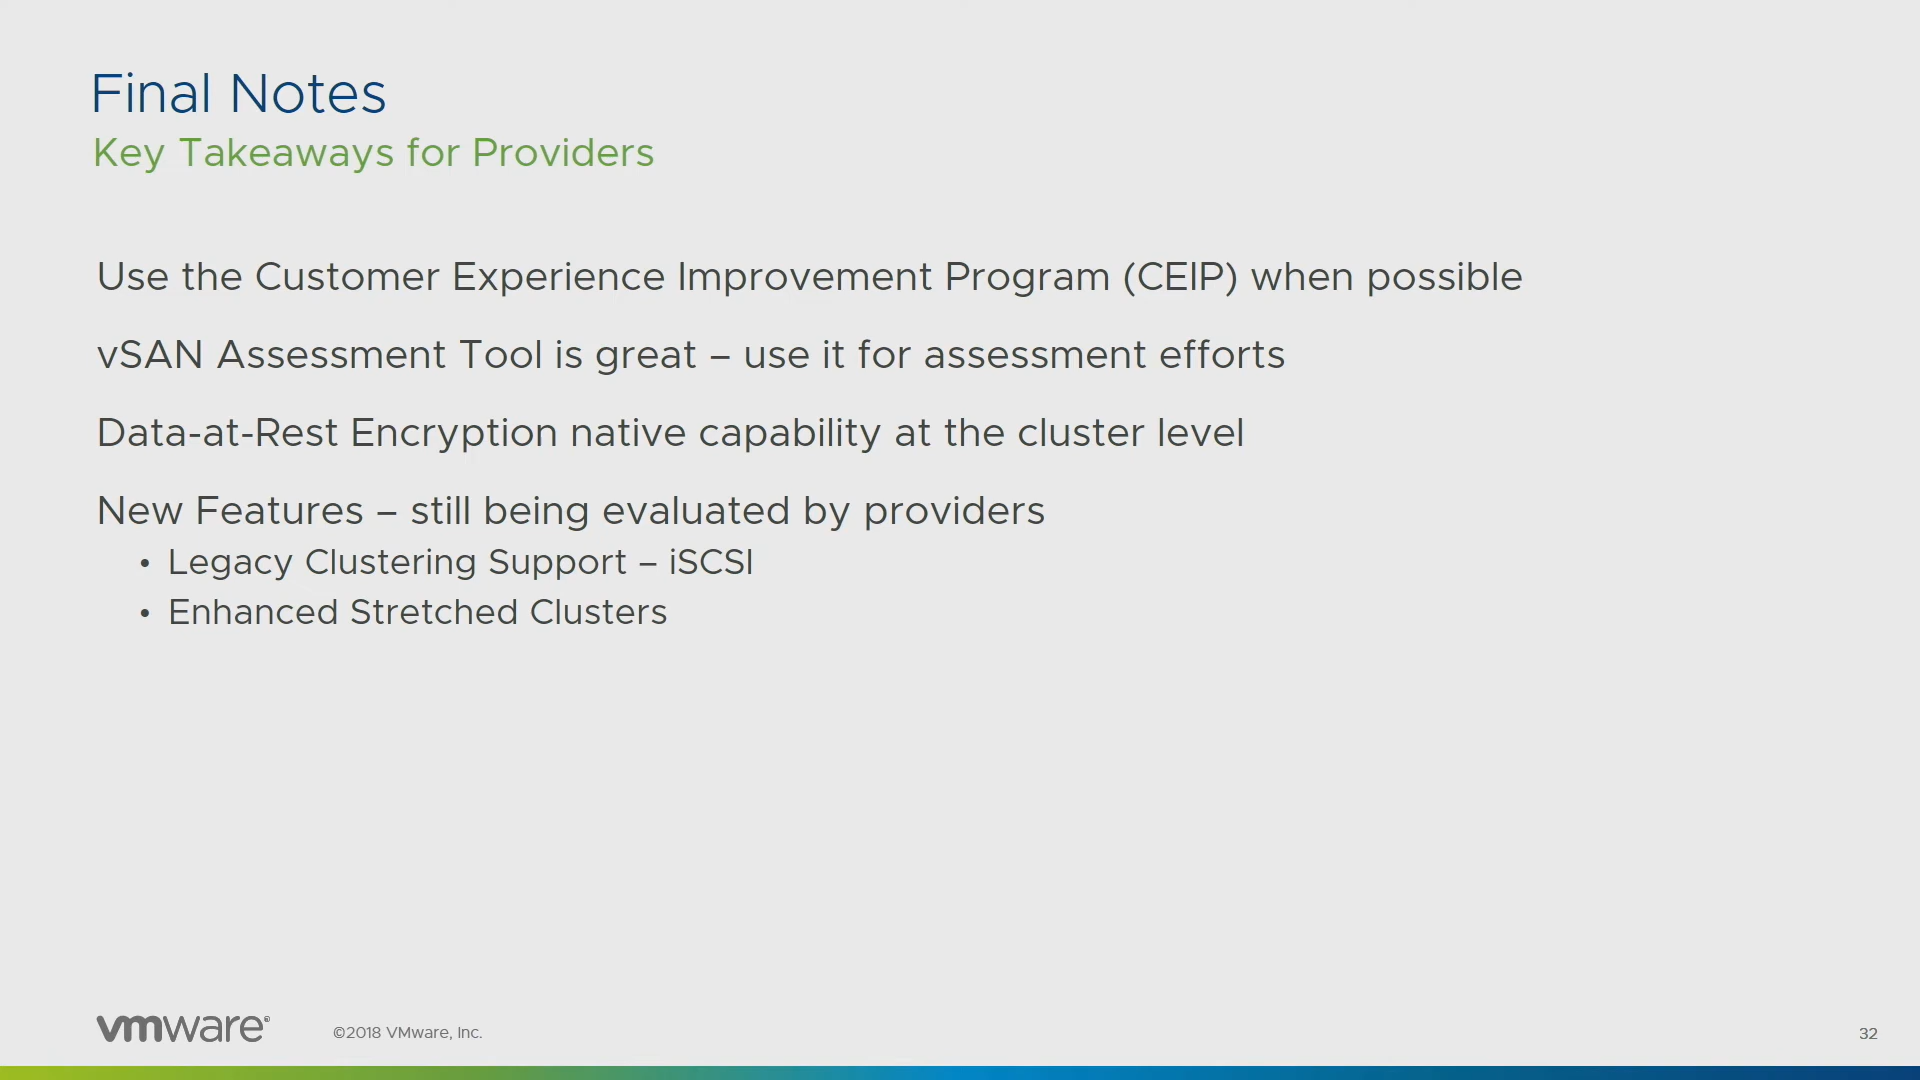 Final Notes
Key Takeaways for Providers
Use the Customer Experience Improvement Program (CEIP) when possible
vSAN Assessment Tool is great – use it for assessment efforts
Data-at-Rest Encryption native capability at the cluster level
New Features – still being evaluated by providers
• Legacy Clustering Support – iSCSI
• Enhanced Stretched Clusters
vmware®
©2018 VMware, Inc.
32